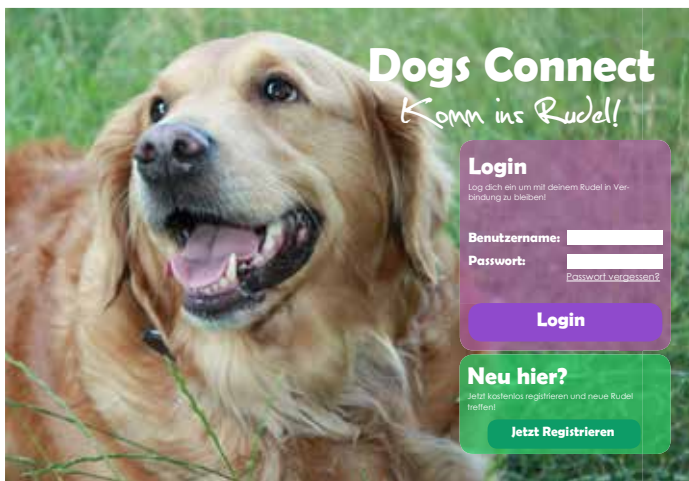 Dogs Connect
Komm ins Rudel!
Login
Log dich ein um mit deinem Rudel in Ver-
bindung zu bleiben!
Benutzername:
Passwort:
Passwort vergessen?
Login
Neu hier?
Jetzt kostenlos registrieren und neue Rudel
treffen!
Jetzt Registrieren